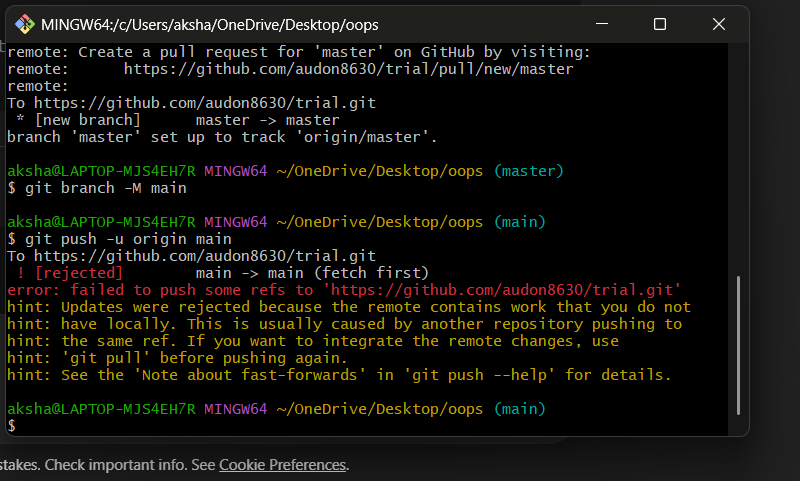 MINGW64:/c/Users/aksha/OneDrive/Desktop/oops
remote: Create a pull request for 'master' on GitHub by visiting:
remote:      https://github.com/audon8630/trial/pull/new/master
remote:
To https://github.com/audon8630/trial.git
 * [new branch]      master -> master
branch 'master' set up to track 'origin/master'.
aksha@LAPTOP-MJS4EH7R MINGW64 ~/OneDrive/Desktop/oops (master)
$ git branch -M main
aksha@LAPTOP-MJS4EH7R MINGW64 ~/OneDrive/Desktop/oops (main)
$ git push -u origin main
To https://github.com/audon8630/trial.git
 ! [rejected]        main -> main (fetch first)
error: failed to push some refs to 'https://github.com/audon8630/trial.git'
hint: Updates were rejected because the remote contains work that you do not
hint: have locally. This is usually caused by another repository pushing to
hint: the same ref. If you want to integrate the remote changes, use
hint: 'git pull' before pushing again.
hint: See the 'Note about fast-forwards' in 'git push --help' for details.
aksha@LAPTOP-MJS4EH7R MINGW64 ~/OneDrive/Desktop/oops (main)
$
stakes. Check important info. See Cookie Preferences.